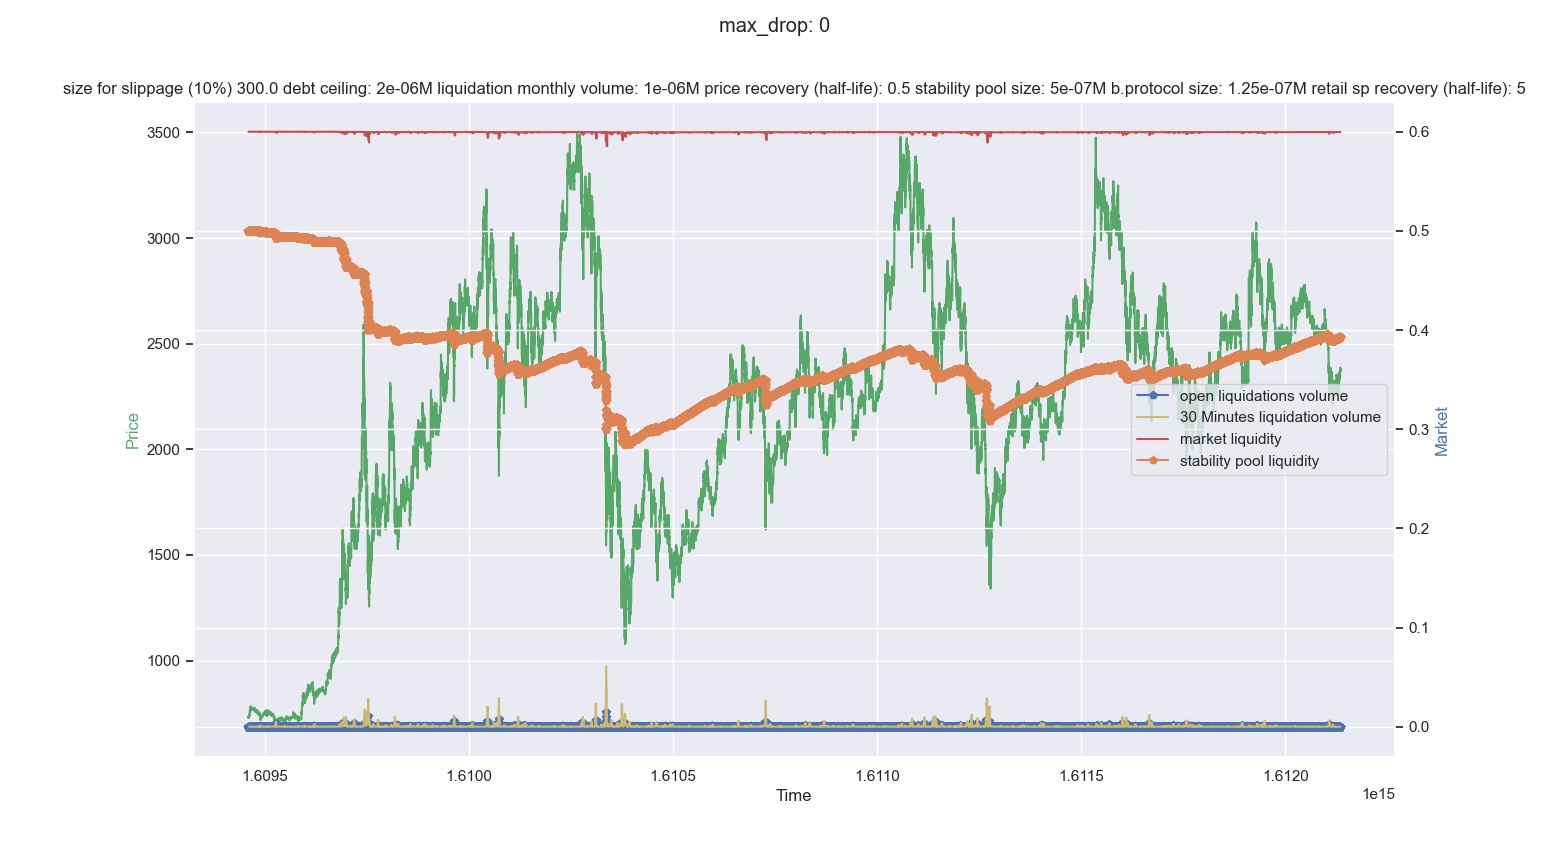 max_drop: 0
size for slippage (10%) 300.0 debt ceiling: 2e-06M liquidation monthly volume: 1e-06M price recovery (half-life): 0.5 stability pool size: 5e-07M b.protocol size: 1.25e-07M retail sp recovery (half-life): 5
3500
3000
2500
2000
1500
1000
Price
0.6
0.5
0.4
0.3
0.2
0.1
0.0
Market
open liquidations volume
30 Minutes liquidation volume
market liquidity
stability pool liquidity
1.6095 1.6100 1.6105 1.6110 1.6115 1.6120
Time
1e15